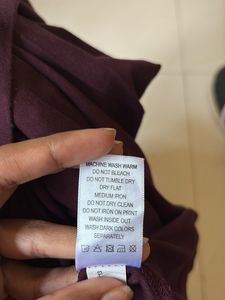 MACHINE WASH WARM
DO NOT BLEACH
DO NOT TUMBLE DRY
DRY FLAT
MEDIUM IRON
DO NOT DRY CLEAN
DO NOT IRON ON PRINT
WASH INSIDE OUT
WASH DARK COLORS
SEPARATELY